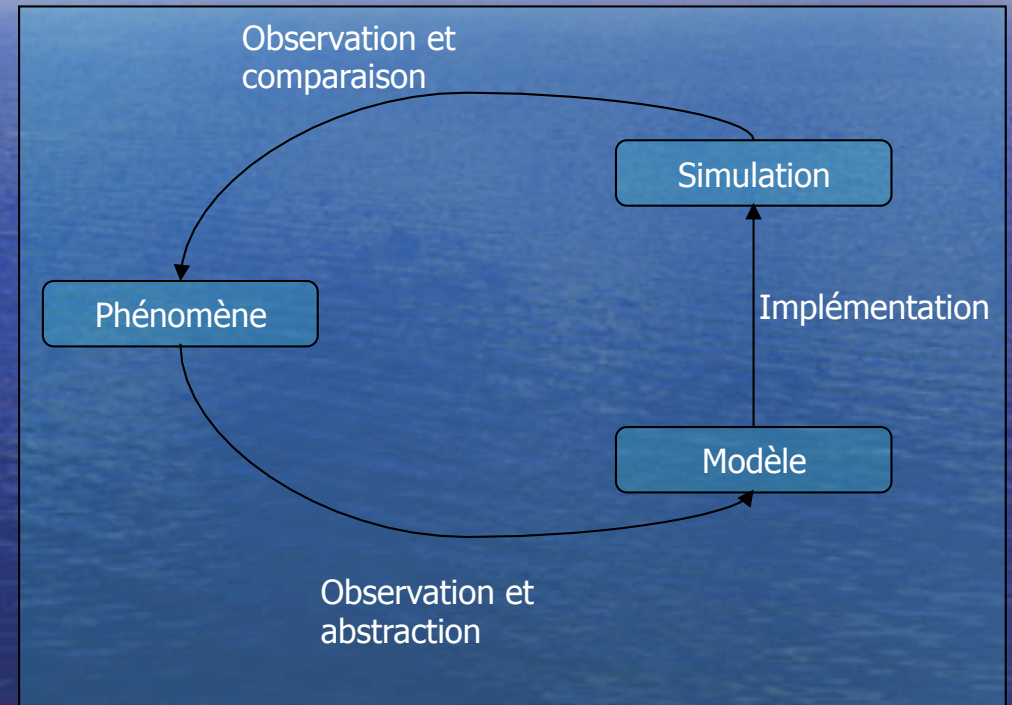 Observation et
comparaison
Simulation
Phénomène
Implémentation
Modèle
Observation et
abstraction